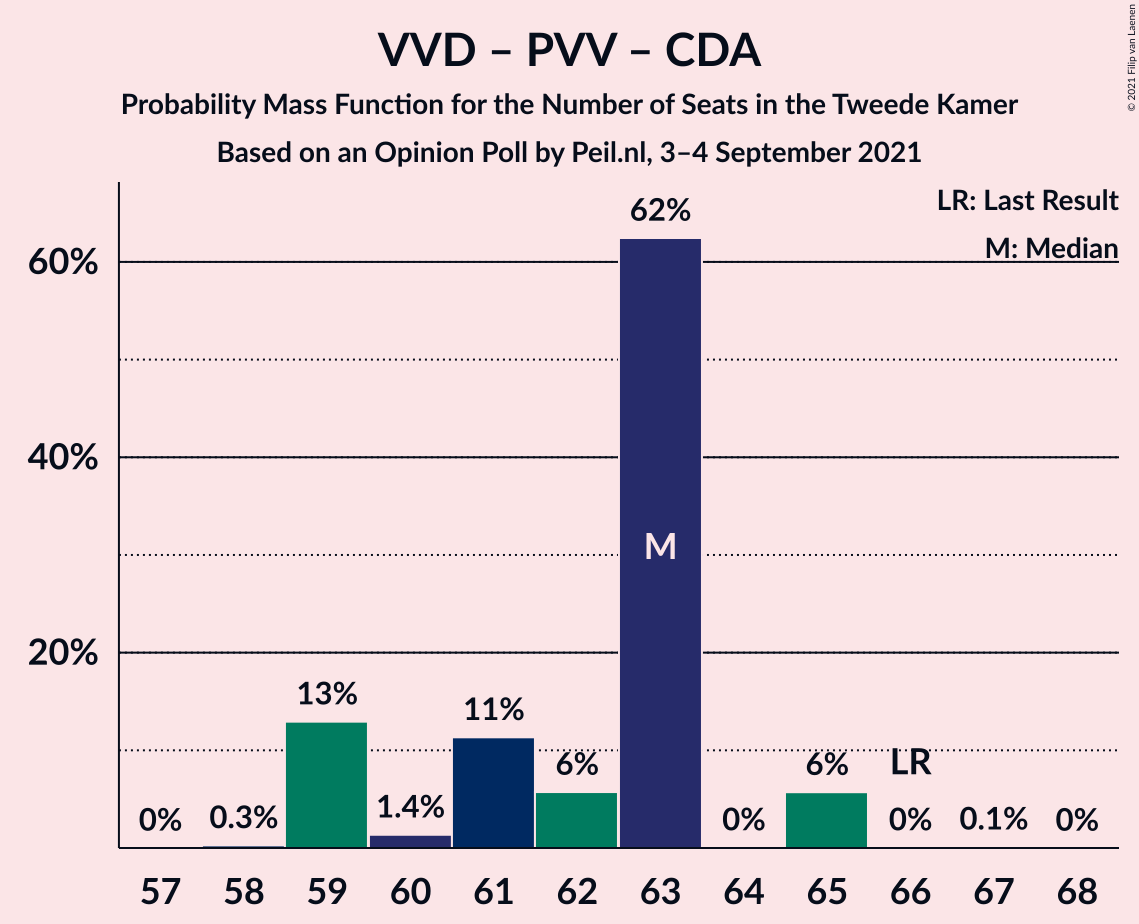 VVD – PVV – CDA
Probability Mass Function for the Number of Seats in the Tweede Kamer
Based on an Opinion Poll by Peil.nl, 3–4 September 2021
© 2021 Filip van Laenen
LR: Last Result
M: Median
60%
40%
20%
0%
0.3%
13%
1.4%
11%
6%
62%
M
0%
6%
LR
0%
0.1%
0%
57 58 59 60 61 62 63 64 65 66 67 68